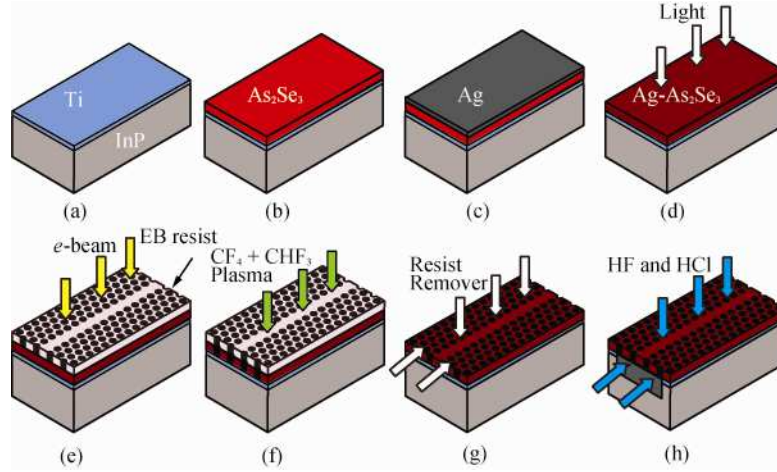 Light
Ti
InP
As₂Se₃
Ag
Ag-As₂Se₃
(a)
(b)
(c)
(d)
e-beam
EB resist
CF₄ + CHF₃
Plasma
Resist
Remover
HF and HCl
(e)
(f)
(g)
(h)